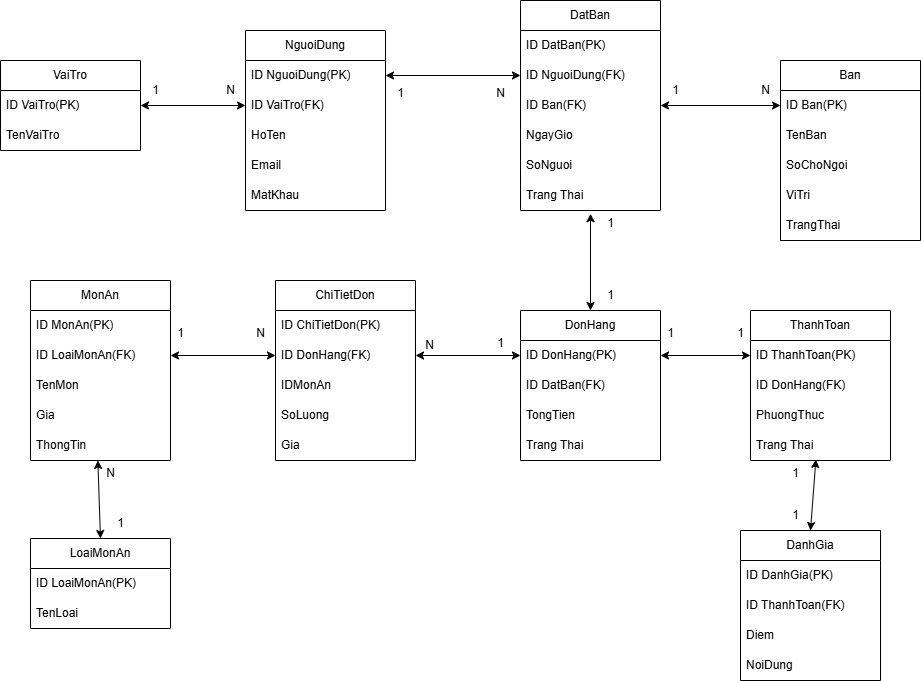 VaiTro
ID VaiTro(PK)
TenVaiTro
1
N
NguoiDung
ID NguoiDung(PK)
ID VaiTro(FK)
HoTen
Email
MatKhau
1
N
DatBan
ID DatBan(PK)
ID NguoiDung(FK)
ID Ban(FK)
NgayGio
SoNguoi
Trang Thai
1
N
Ban
ID Ban(PK)
TenBan
SoChoNgoi
ViTri
TrangThai
1
1
MonAn
ID MonAn(PK)
ID LoaiMonAn(FK)
TenMon
Gia
ThongTin
1
N
ChiTietDon
ID ChiTietDon(PK)
ID DonHang(FK)
IDMonAn
SoLuong
Gia
N
1
DonHang
ID DonHang(PK)
ID DatBan(FK)
TongTien
Trang Thai
1
1
ThanhToan
ID ThanhToan(PK)
ID DonHang(FK)
PhuongThuc
Trang Thai
N
1
LoaiMonAn
ID LoaiMonAn(PK)
TenLoai
1
1
DanhGia
ID DanhGia(PK)
ID ThanhToan(FK)
Diem
NoiDung